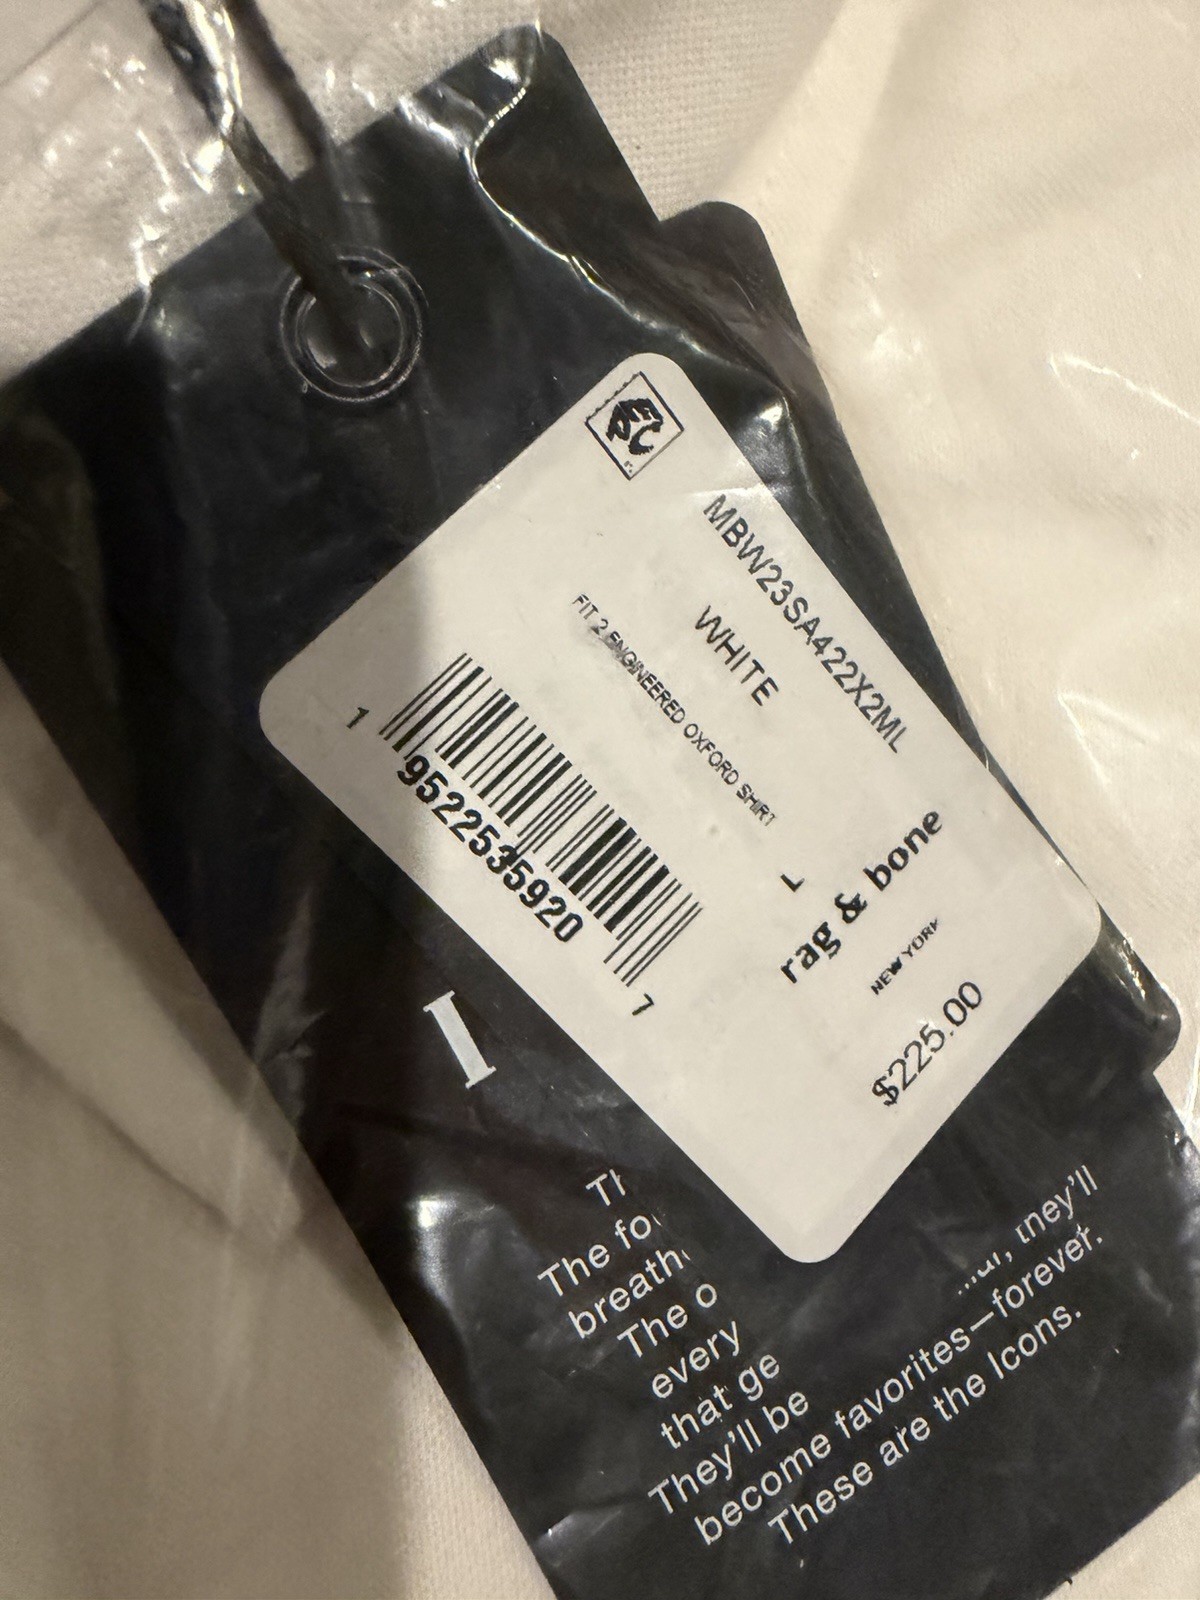 EPC
MBW23SA422X2ML
WHITE
FIT 2 ENGINEERED OXFORD SHIRT
L
1 9522535920 7
rag & bone
NEW YORK
$225.00
I
The fo
breath
The o
every
that ge
They'll be
they'll
become favorites—forever.
These are the Icons.